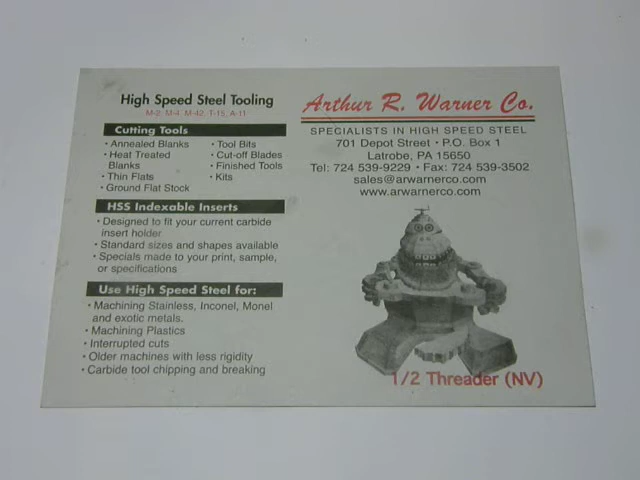 High Speed Steel Tooling
M-2, M-4, M-42, T-15, A-11
Cutting Tools
• Annealed Blanks
• Heat Treated
Blanks
• Thin Flats
• Ground Flat Stock
• Tool Bits
• Cut-off Blades
• Finished Tools
• Kits
HSS Indexable Inserts
• Designed to fit your current carbide
insert holder
• Standard sizes and shapes available
• Specials made to your print, sample,
or specifications
Use High Speed Steel for:
• Machining Stainless, Inconel, Monel
and exotic metals.
• Machining Plastics
• Interrupted cuts
• Older machines with less rigidity
• Carbide tool chipping and breaking
Arthur R. Warner Co.
SPECIALISTS IN HIGH SPEED STEEL
701 Depot Street • P.O. Box 1
Latrobe, PA 15650
Tel: 724 539-9229 • Fax: 724 539-3502
sales@arwarnerco.com
www.arwarnerco.com
1/2 Threader (NV)